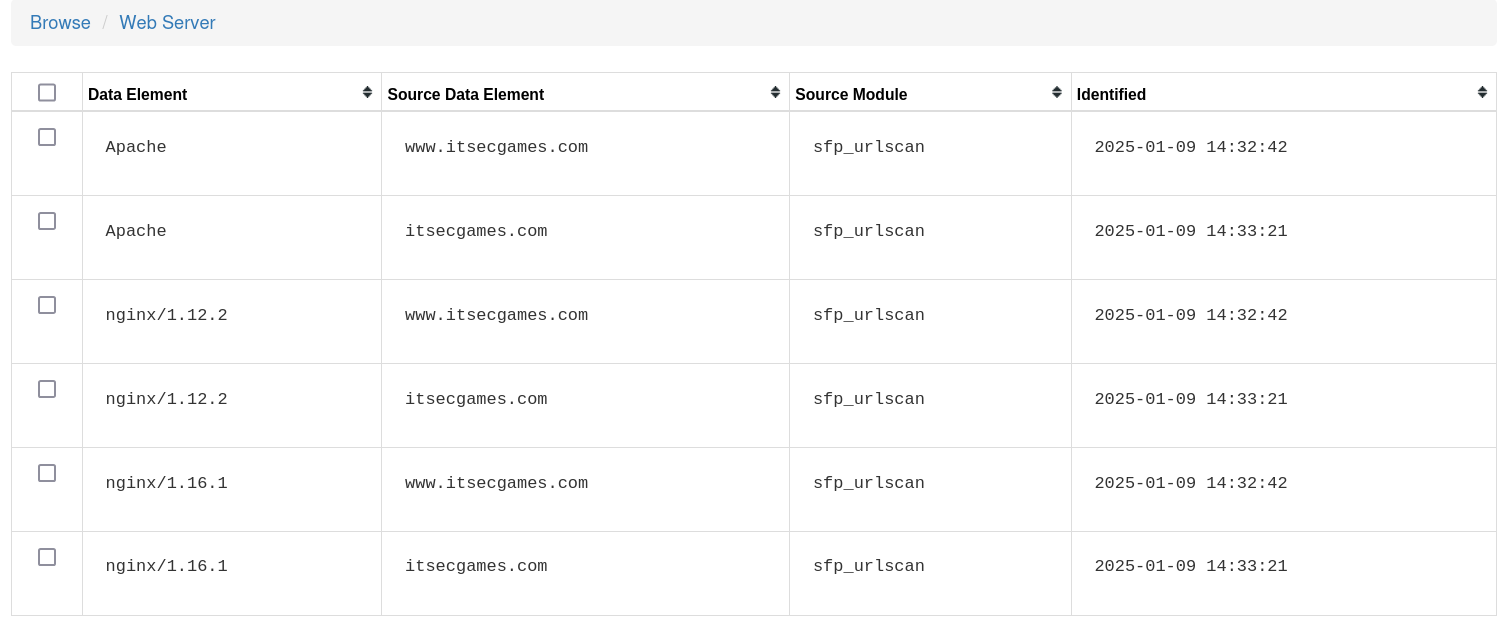 Browse / Web Server
Data Element Source Data Element Source Module Identified
Apache www.itsecgames.com sfp_urlscan 2025-01-09 14:32:42
Apache itsecgames.com sfp_urlscan 2025-01-09 14:33:21
nginx/1.12.2 www.itsecgames.com sfp_urlscan 2025-01-09 14:32:42
nginx/1.12.2 itsecgames.com sfp_urlscan 2025-01-09 14:33:21
nginx/1.16.1 www.itsecgames.com sfp_urlscan 2025-01-09 14:32:42
nginx/1.16.1 itsecgames.com sfp_urlscan 2025-01-09 14:33:21